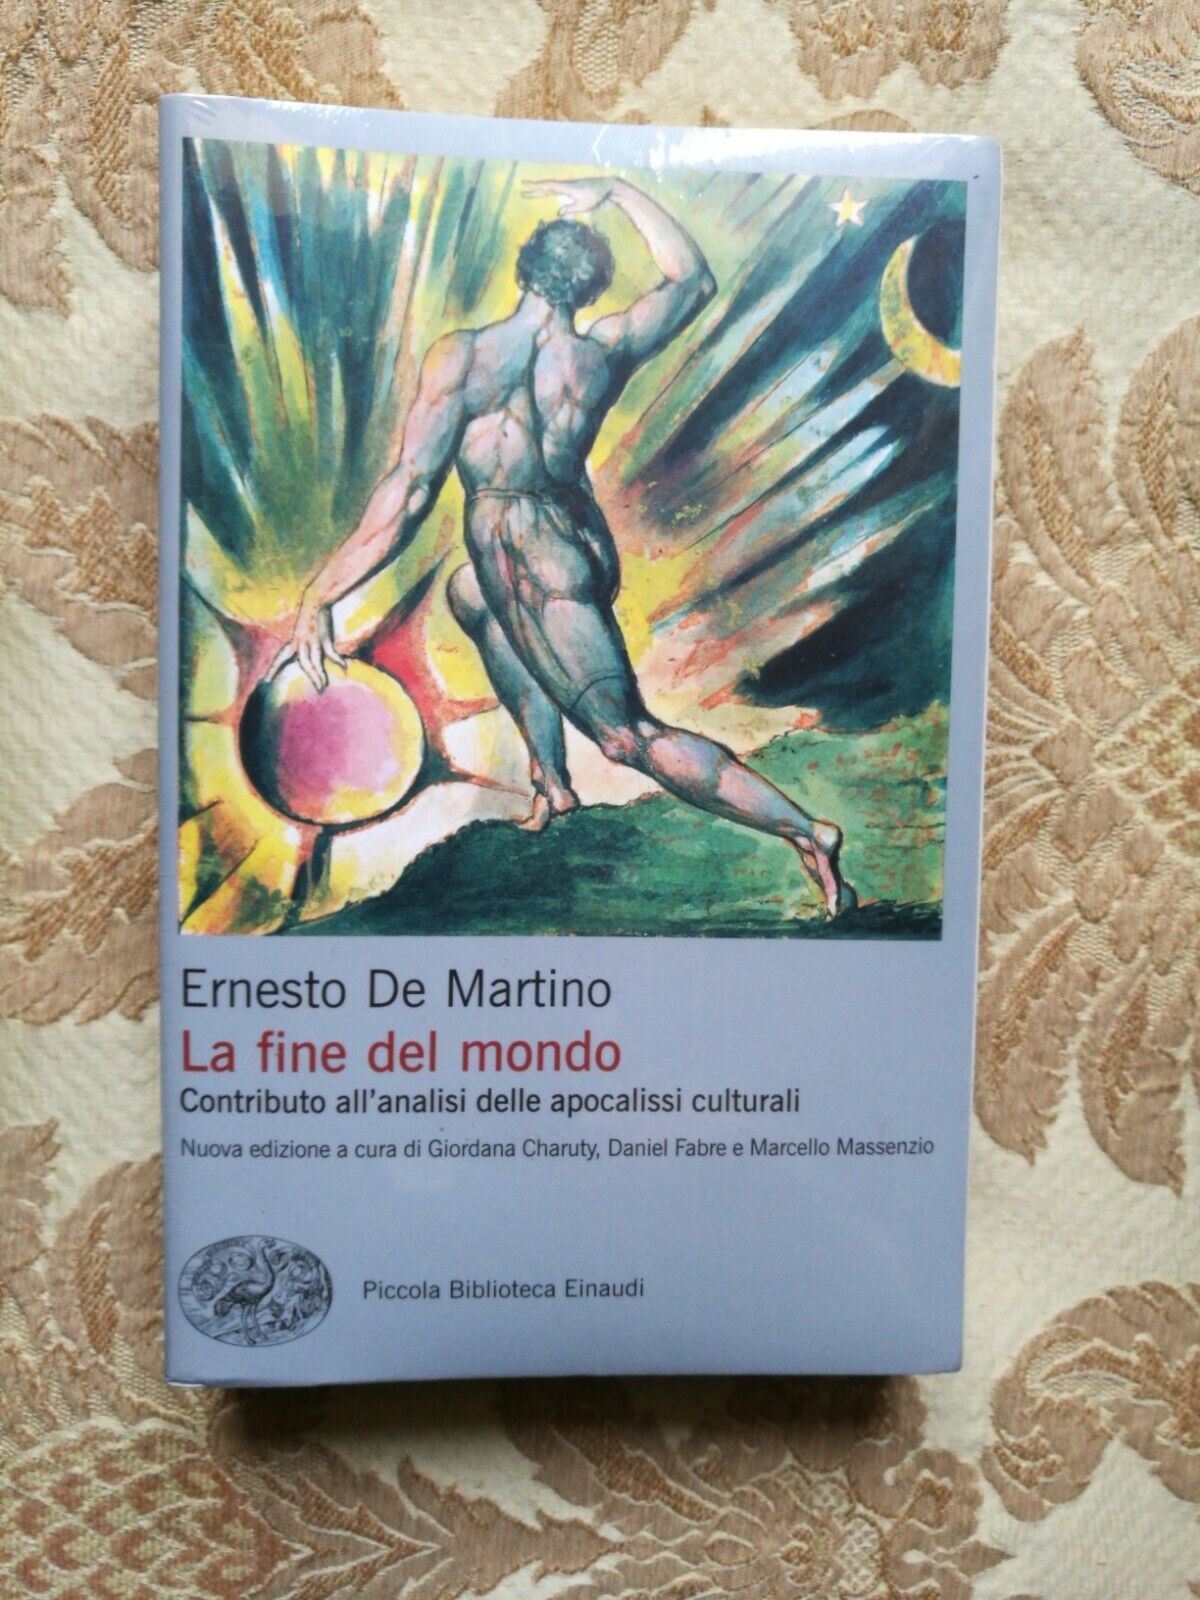 Ernesto De Martino
La fine del mondo
Contributo all'analisi delle apocalissi culturali
Nuova edizione a cura di Giordana Charuty, Daniel Fabre e Marcello Massenzio
Piccola Biblioteca Einaudi